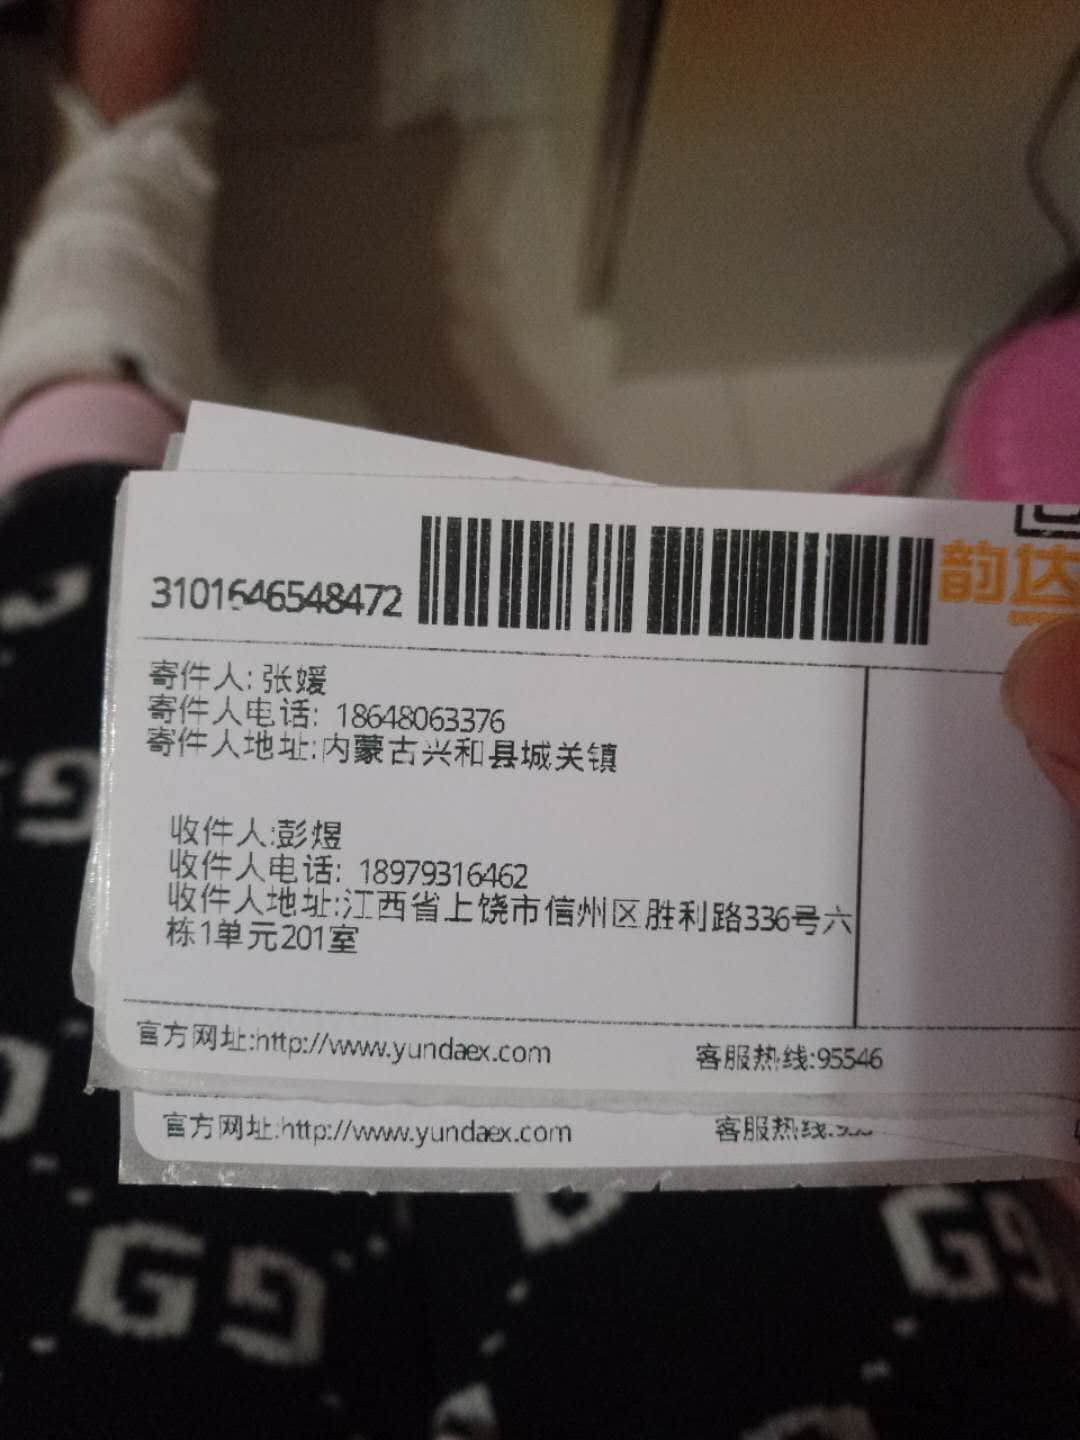 3101646548472
韵达
寄件人: 张媛
寄件人电话: 18648063376
寄件人地址:内蒙古兴和县城关镇
收件人:彭煜
收件人电话: 18979316462
收件人地址:江西省上饶市信州区胜利路336号六
栋1单元201室
官方网址:http://www.yundaex.com
客服热线:95546
官方网址:http://www.yundaex.com
客服热线: